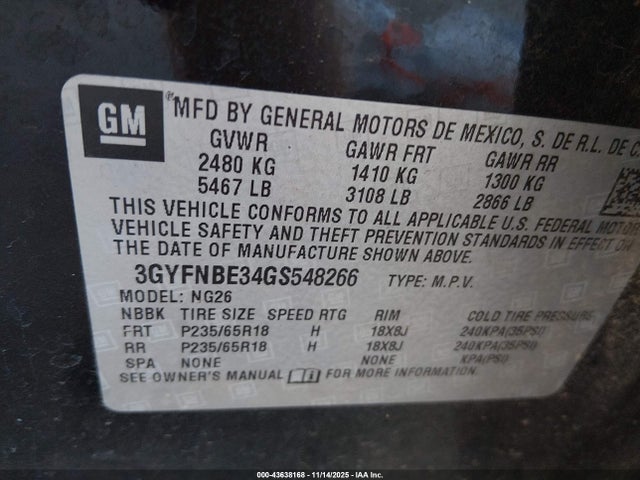 GM
MFD BY GENERAL MOTORS DE MEXICO, S. DE R.L. DE C.
GVWR GAWR FRT GAWR RR
2480 KG 1410 KG 1300 KG
5467 LB 3108 LB 2866 LB
THIS VEHICLE CONFORMS TO ALL APPLICABLE U.S. FEDERAL MOTOR
VEHICLE SAFETY AND THEFT PREVENTION STANDARDS IN EFFECT ON
THE DATE OF MANUFACTURE SHOWN ABOVE.
3GYFNBE34GS548266 TYPE: M.P.V.
MODEL: NG26
NBBK TIRE SIZE SPEED RTG RIM COLD TIRE PRESSURE
FRT P235/65R18 H 18X8J 240KPA(35PSI)
RR P235/65R18 H 18X8J 240KPA(35PSI)
SPA NONE NONE KPA(PSI)
SEE OWNER'S MANUAL FOR MORE INFORMATION.
000-43638168 - 11/14/2025 - IAA Inc.